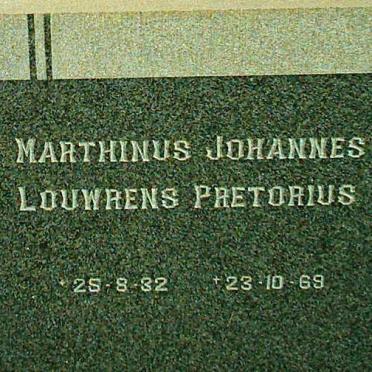 MARTHINUS JOHANNES
LOUWRENS PRETORIUS
*25·8·32 †23·10·69